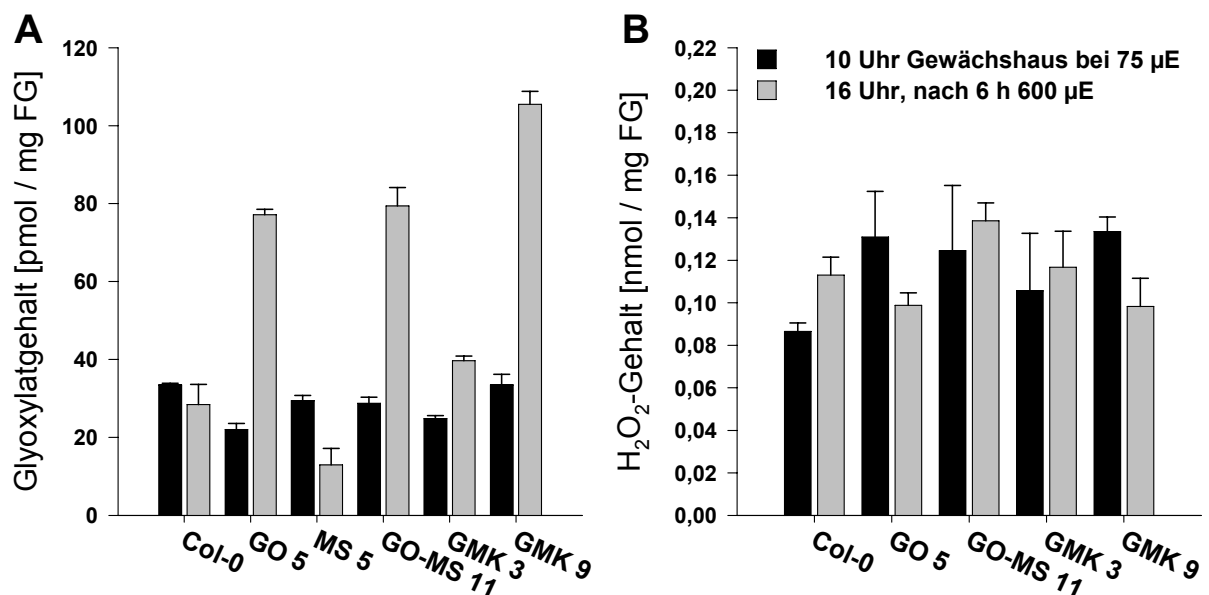 A
Glyoxylatgehalt [pmol / mg FG]
120
100
80
60
40
20
0
Col-0
GO 5
MS 5
GO-MS 11
GMK 3
GMK 9
B
H₂O₂-Gehalt [nmol / mg FG]
0,22
0,20
0,18
0,16
0,14
0,12
0,10
0,08
0,06
0,04
0,02
0,00
10 Uhr Gewächshaus bei 75 µE
16 Uhr, nach 6 h 600 µE
Col-0
GO 5
GO-MS 11
GMK 3
GMK 9